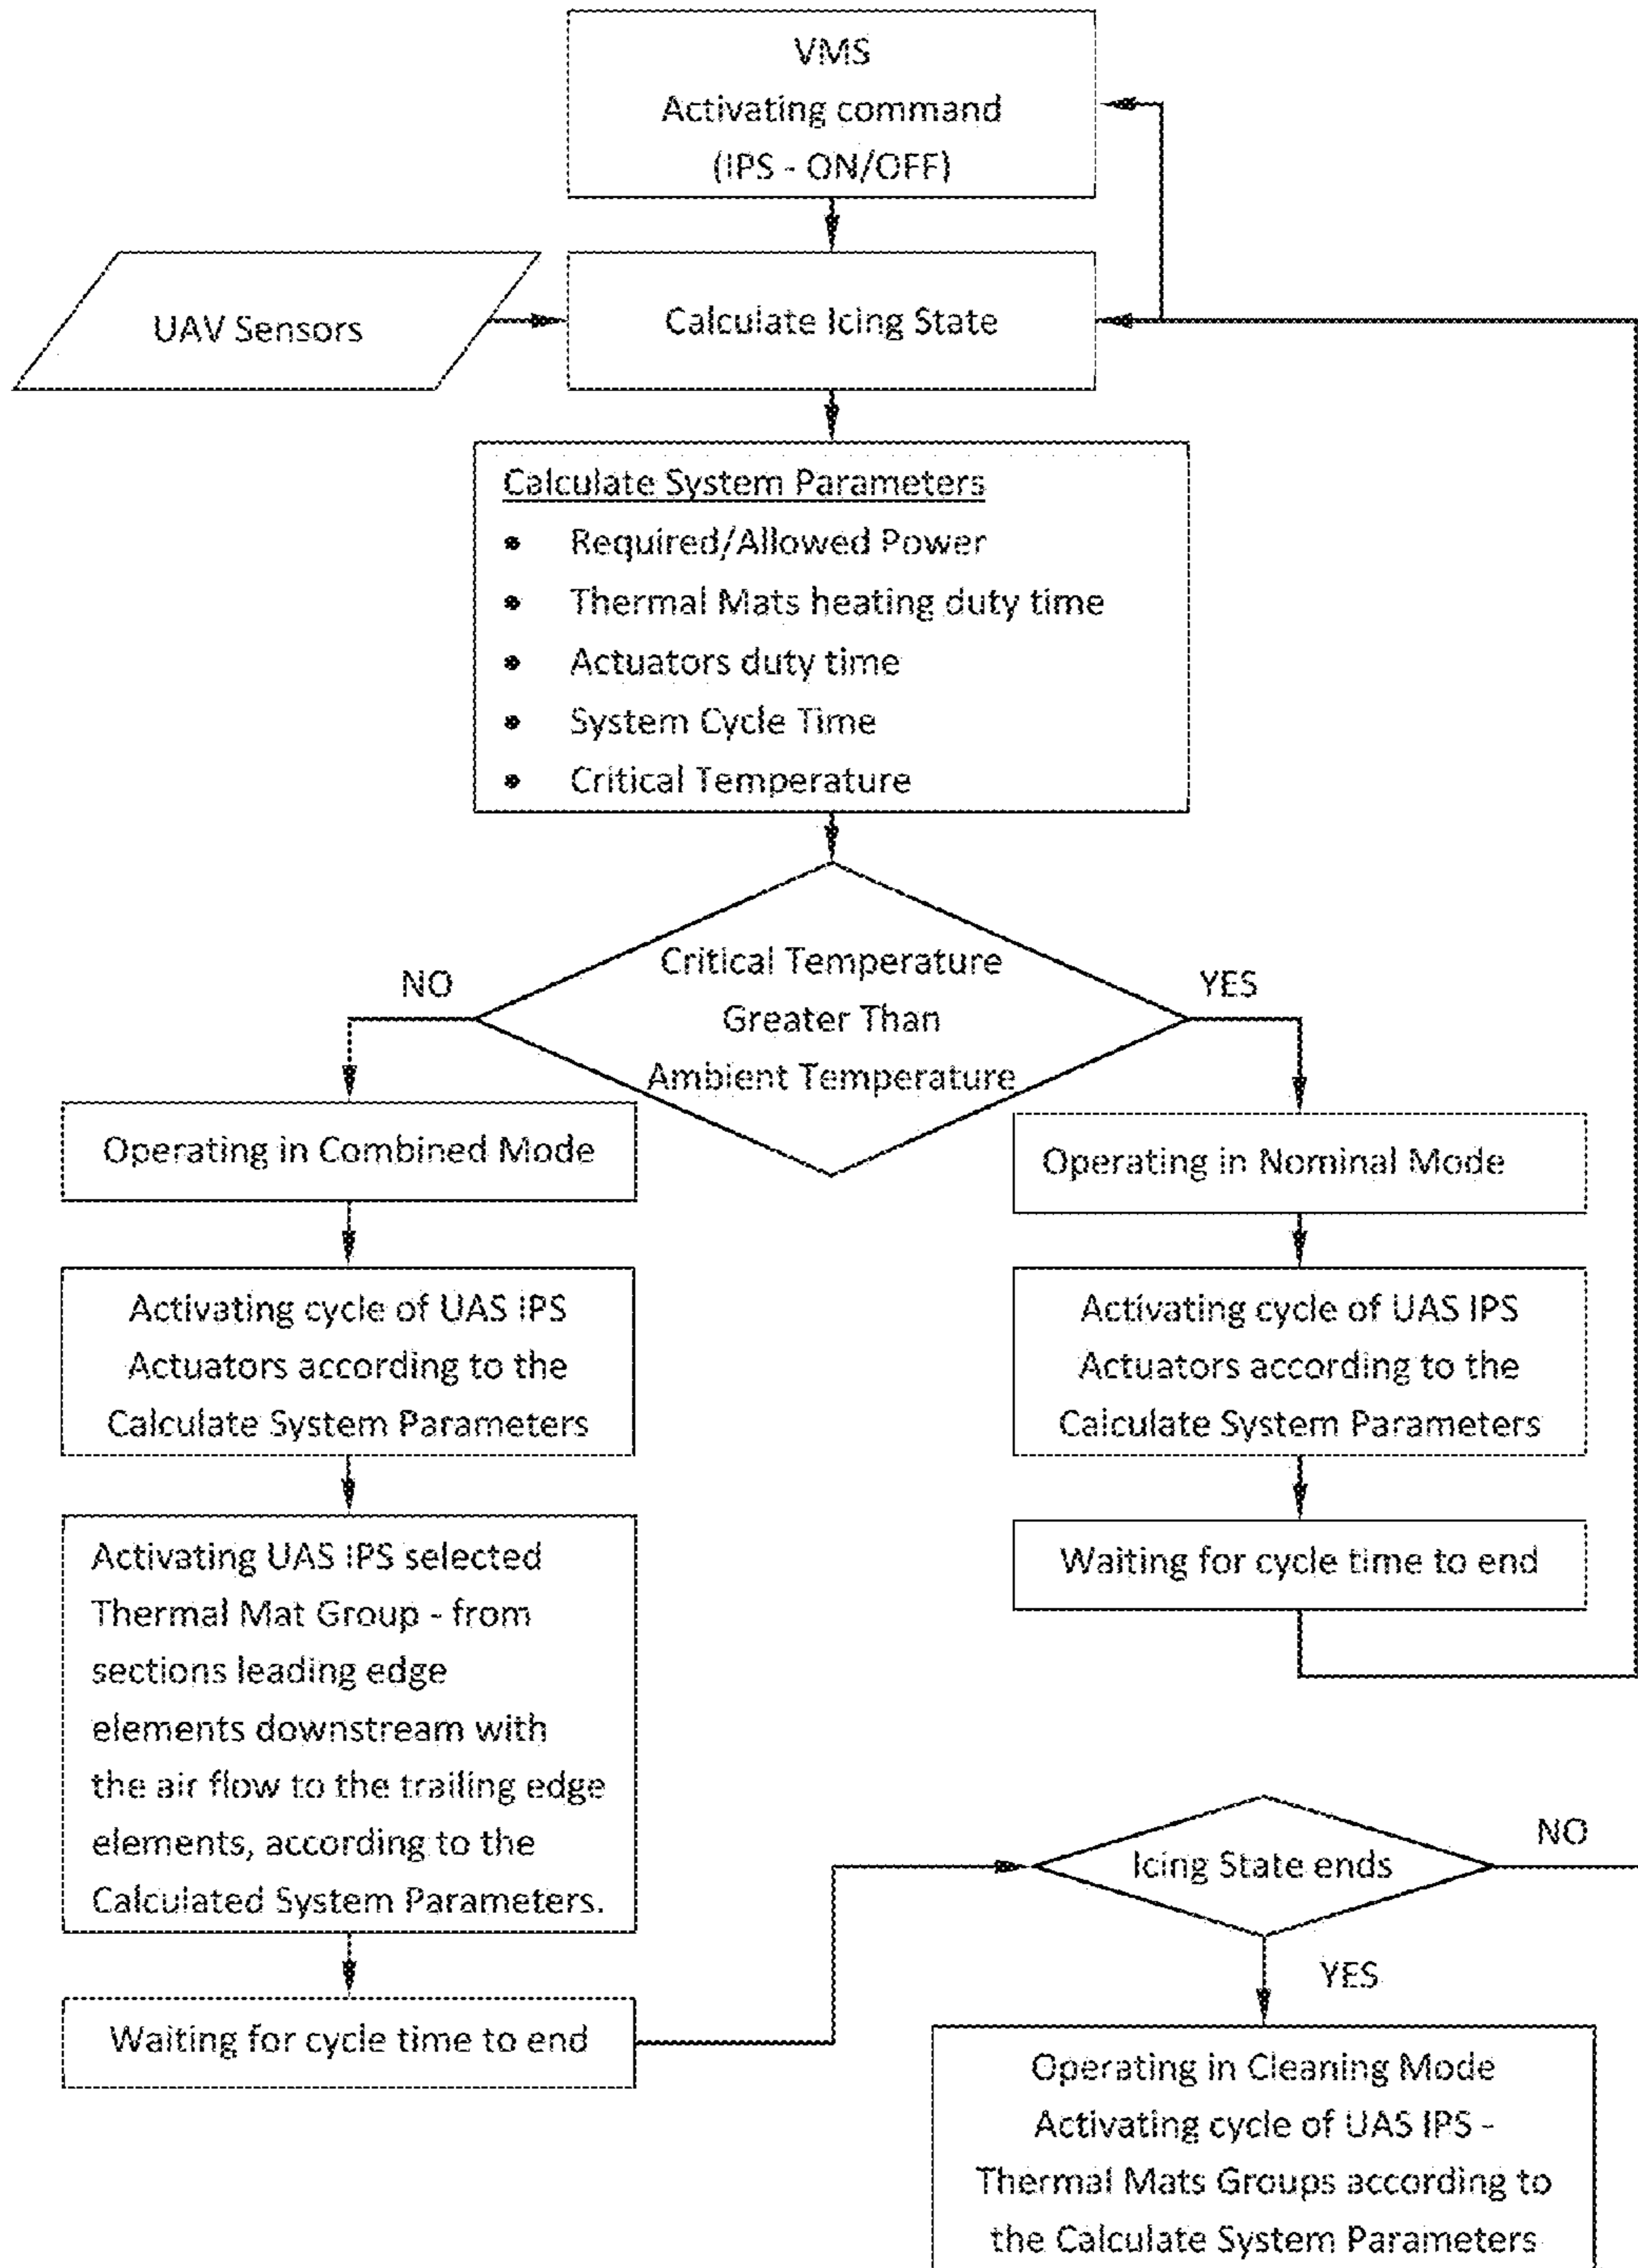 VMS
Activating command
(IPS - ON/OFF)
UAV Sensors
Calculate Icing State
Calculate System Parameters
• Required/Allowed Power
• Thermal Mats heating duty time
• Actuators duty time
• System Cycle Time
• Critical Temperature
NO
Critical Temperature
Greater Than
Ambient Temperature
YES
Operating in Combined Mode
Operating in Nominal Mode
Activating cycle of UAS IPS
Actuators according to the
Calculate System Parameters
Activating cycle of UAS IPS
Actuators according to the
Calculate System Parameters
Activating UAS IPS selected
Thermal Mat Group - from
sections leading edge
elements downstream with
the air flow to the trailing edge
elements, according to the
Calculated System Parameters.
Waiting for cycle time to end
Waiting for cycle time to end
Icing State ends
NO
YES
Operating in Cleaning Mode
Activating cycle of UAS IPS -
Thermal Mats Groups according to
the Calculate System Parameters